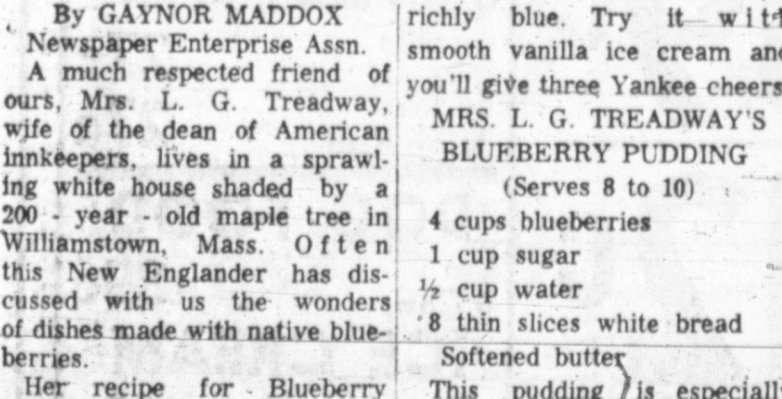 By GAYNOR MADDOX
Newspaper Enterprise Assn.
A much respected friend of
ours, Mrs. L. G. Treadway,
wife of the dean of American
innkeepers, lives in a sprawl-
ing white house shaded by a
200 - year - old maple tree in
Williamstown, Mass. Often
this New Englander has dis-
cussed with us the wonders
of dishes made with native blue-
berries.
Her recipe for Blueberry
richly blue. Try it wit
smooth vanilla ice cream an
you'll give three Yankee cheers
MRS. L. G. TREADWAY'S
BLUEBERRY PUDDING
(Serves 8 to 10)
4 cups blueberries
1 cup sugar
½ cup water
8 thin slices white bread
Softened butter
This pudding is especiall